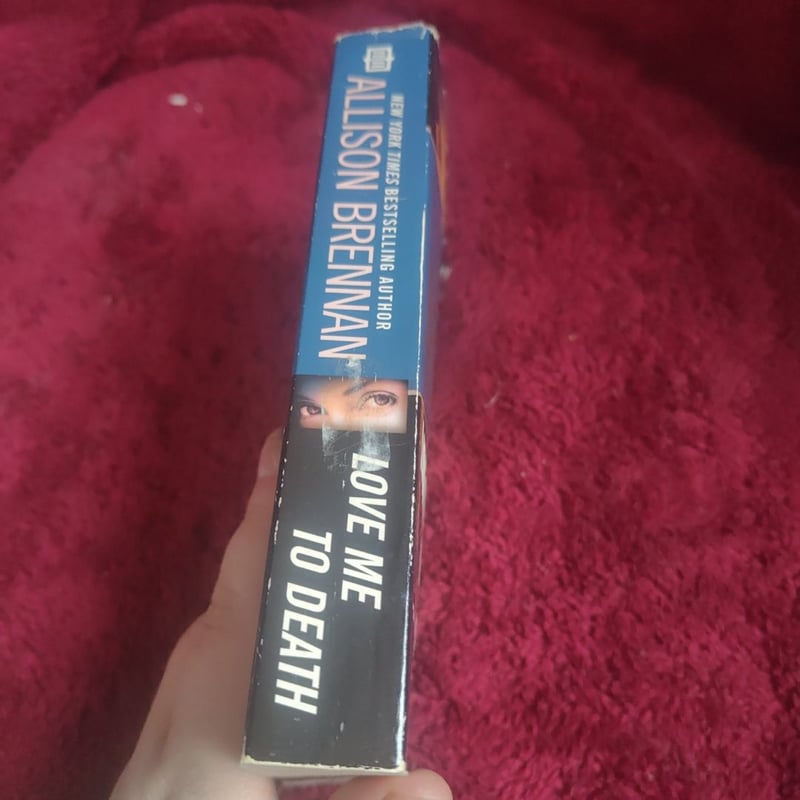 NEW YORK TIMES BESTSELLING AUTHOR
ALLISON BRENNAN
LOVE ME
TO DEATH